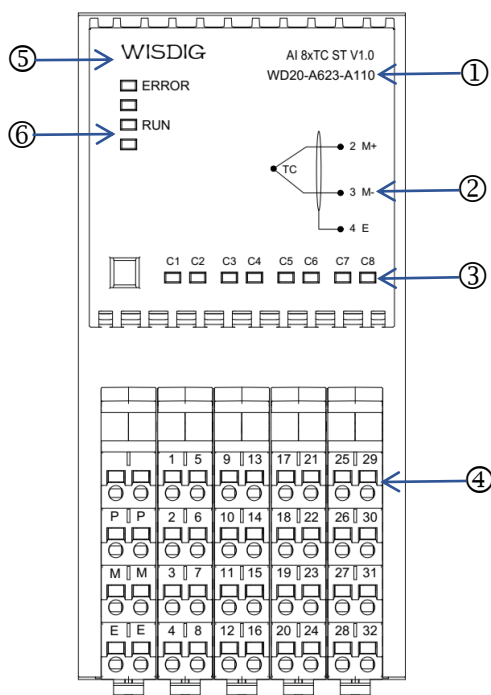 WISDIG
AI 8xTC ST V1.0
WD20-A623-A110
⑤
①
ERROR
⑥
RUN
2 M+
TC
②
3 M-
4 E
C1 C2 C3 C4 C5 C6 C7 C8
③
1 5 9 13 17 21 25 29
④
P P 2 6 10 14 18 22 26 30
M M 3 7 11 15 19 23 27 31
E E 4 8 12 16 20 24 28 32